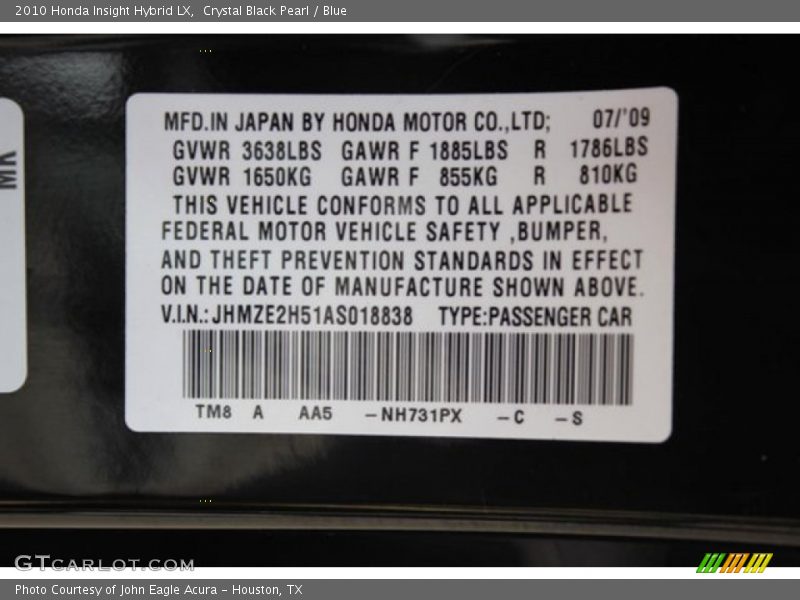 2010 Honda Insight Hybrid LX,  Crystal Black Pearl / Blue
MK
MFD.IN JAPAN BY HONDA MOTOR CO.,LTD; 07/'09
GVWR 3638LBS GAWR F 1885LBS R 1786LBS
GVWR 1650KG GAWR F 855KG R 810KG
THIS VEHICLE CONFORMS TO ALL APPLICABLE
FEDERAL MOTOR VEHICLE SAFETY ,BUMPER,
AND THEFT PREVENTION STANDARDS IN EFFECT
ON THE DATE OF MANUFACTURE SHOWN ABOVE.
V.I.N.:JHMZE2H51AS018838 TYPE:PASSENGER CAR
TM8 A AA5 -NH731PX -C -S
GTCARLOT.COM
Photo Courtesy of John Eagle Acura - Houston, TX